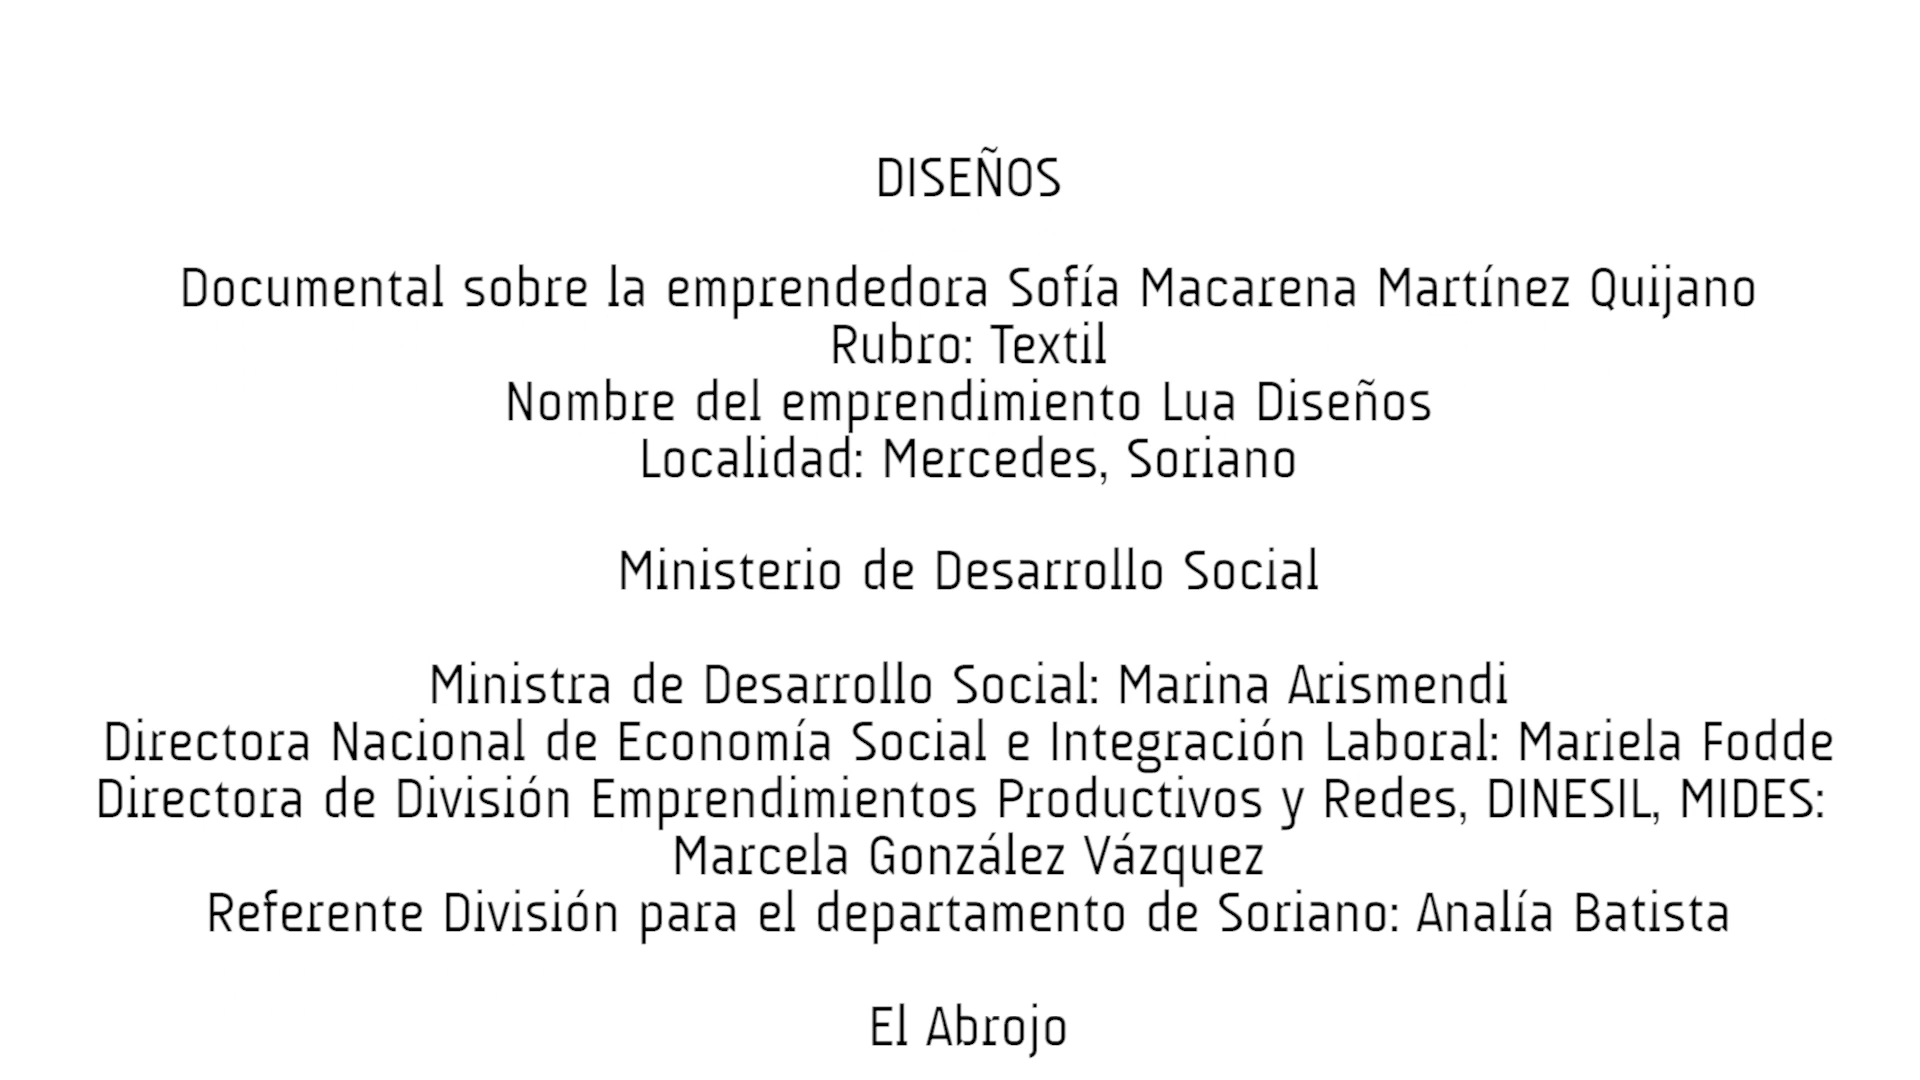 DISEÑOS
Documental sobre la emprendedora Sofía Macarena Martínez Quijano
Rubro: Textil
Nombre del emprendimiento Lua Diseños
Localidad: Mercedes, Soriano
Ministerio de Desarrollo Social
Ministra de Desarrollo Social: Marina Arismendi
Directora Nacional de Economía Social e Integración Laboral: Mariela Fodde
Directora de División Emprendimientos Productivos y Redes, DINESIL, MIDES:
Marcela González Vázquez
Referente División para el departamento de Soriano: Analía Batista
El Abrojo